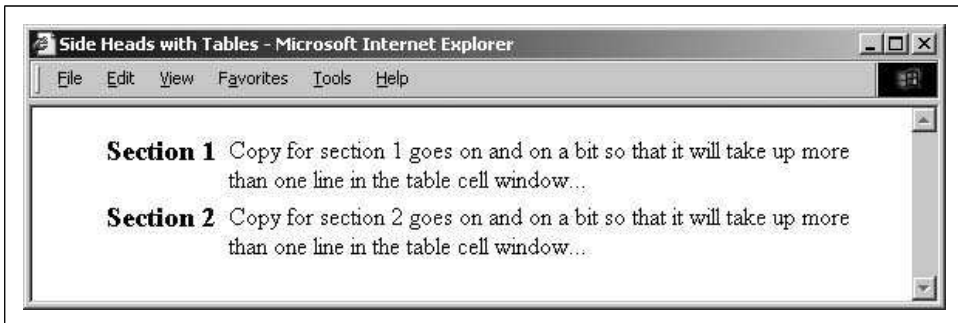 Side Heads with Tables - Microsoft Internet Explorer
File Edit View Favorites Tools Help
Section 1 Copy for section 1 goes on and on a bit so that it will take up more
than one line in the table cell window...
Section 2 Copy for section 2 goes on and on a bit so that it will take up more
than one line in the table cell window...